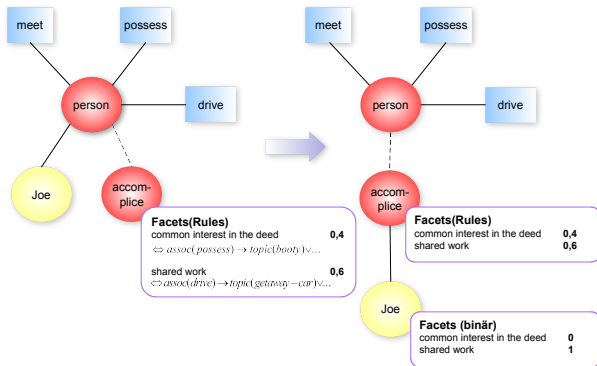 meet
possess
person
drive
Joe
accom-
plice
Facets(Rules)
common interest in the deed 0,4
⇔ assoc(possess) → topic(booty)∨...
shared work 0,6
⇔ assoc(drive) → topic(getaway−car)∨...
meet
possess
person
drive
accom-
plice
Facets(Rules)
common interest in the deed 0,4
shared work 0,6
Joe
Facets (binär)
common interest in the deed 0
shared work 1